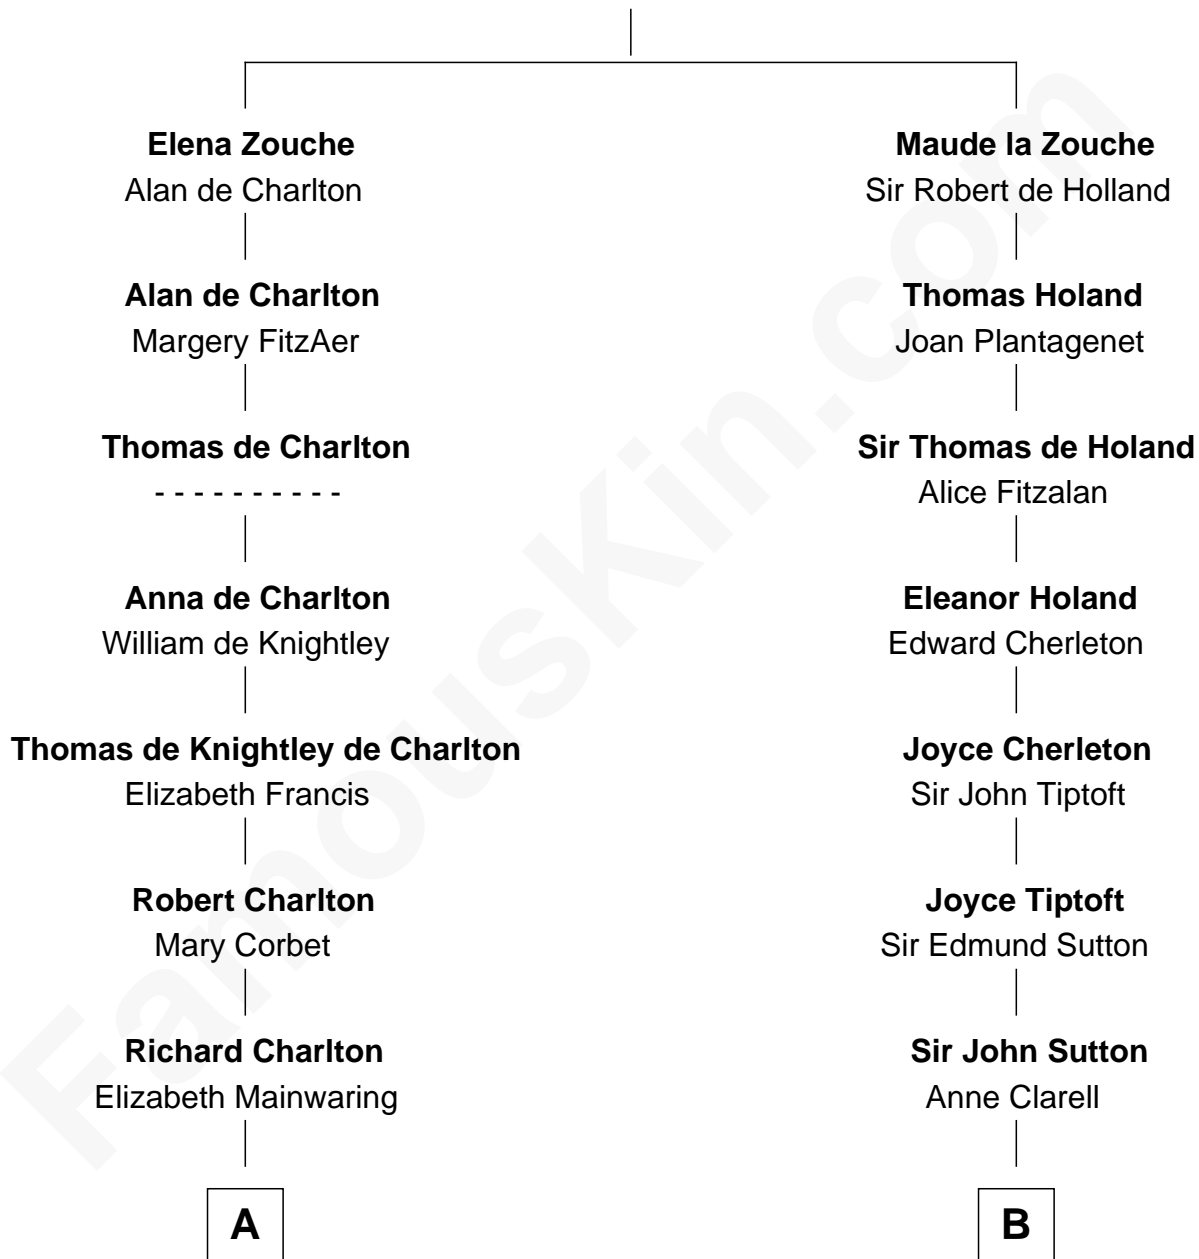 Elena Zouche
Alan de Charlton
Alan de Charlton
Margery FitzAer
Thomas de Charlton
- - - - - - - - - -
Anna de Charlton
William de Knightley
Thomas de Knightley de Charlton
Elizabeth Francis
Robert Charlton
Mary Corbet
Richard Charlton
Elizabeth Mainwaring
A
Maude la Zouche
Sir Robert de Holland
Thomas Holand
Joan Plantagenet
Sir Thomas de Holand
Alice Fitzalan
Eleanor Holand
Edward Cherleton
Joyce Cherleton
Sir John Tiptoft
Joyce Tiptoft
Sir Edmund Sutton
Sir John Sutton
Anne Clarell
B
FamousKin.com